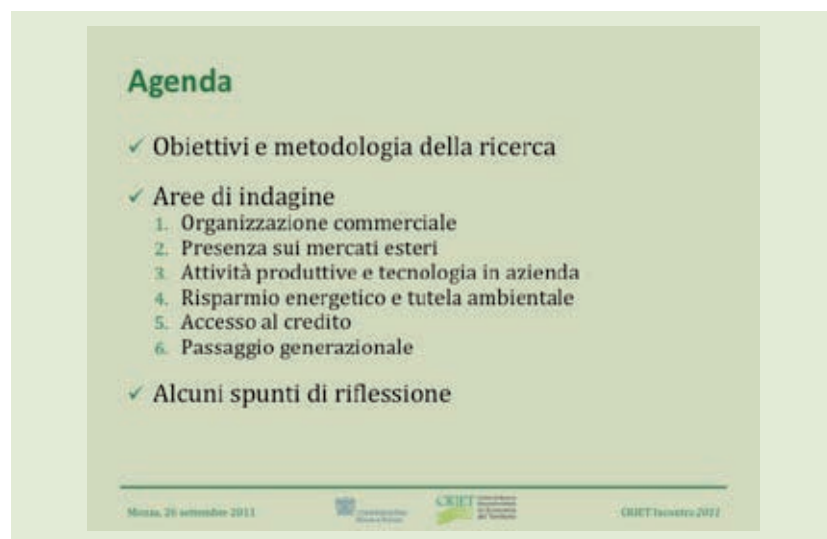 Agenda
✓ Obiettivi e metodologia della ricerca
✓ Aree di indagine
1. Organizzazione commerciale
2. Presenza sui mercati esteri
3. Attività produttive e tecnologia in azienda
4. Risparmio energetico e tutela ambientale
5. Accesso al credito
6. Passaggio generazionale
✓ Alcuni spunti di riflessione
Monza, 26 settembre 2011
CRIET
CRIET Incontra 2011